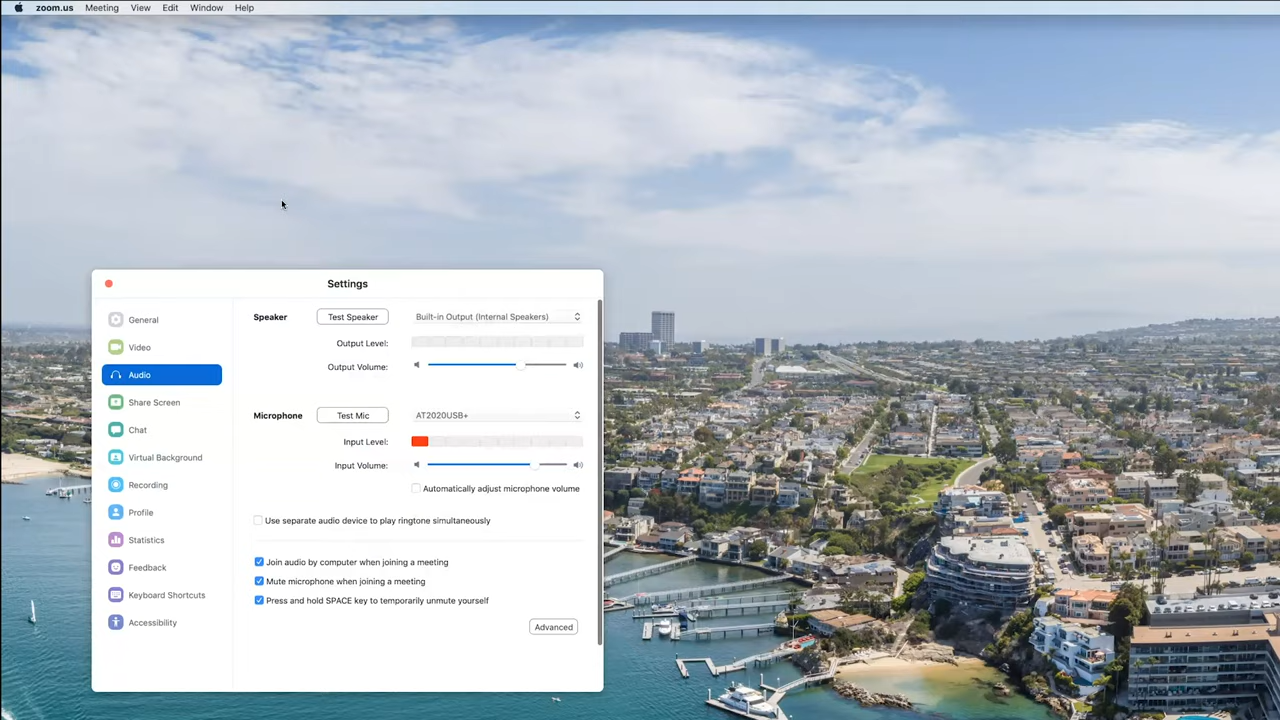 zoom.us Meeting View Edit Window Help
Settings
General
Video
Audio
Share Screen
Chat
Virtual Background
Recording
Profile
Statistics
Feedback
Keyboard Shortcuts
Accessibility
Speaker Test Speaker Built-in Output (Internal Speakers)
Output Level:
Output Volume:
Microphone Test Mic AT2020USB+
Input Level:
Input Volume:
Automatically adjust microphone volume
Use separate audio device to play ringtone simultaneously
Join audio by computer when joining a meeting
Mute microphone when joining a meeting
Press and hold SPACE key to temporarily unmute yourself
Advanced